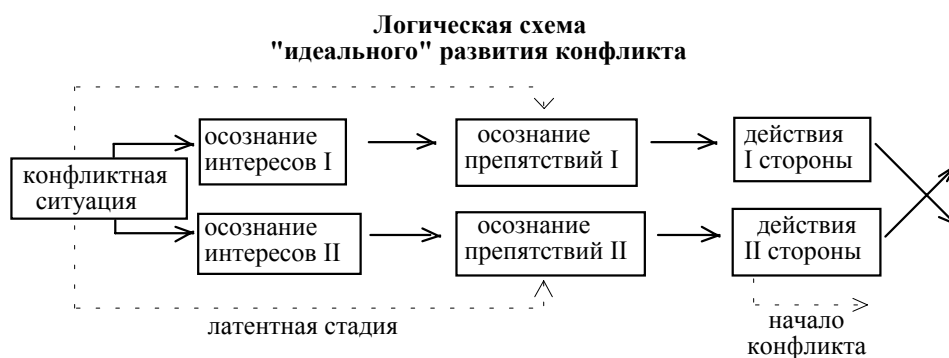 Логическая схема
"идеального" развития конфликта
осознание
интересов I
осознание
препятствий I
действия
I стороны
конфликтная
ситуация
осознание
интересов II
осознание
препятствий II
действия
II стороны
латентная стадия
начало
конфликта